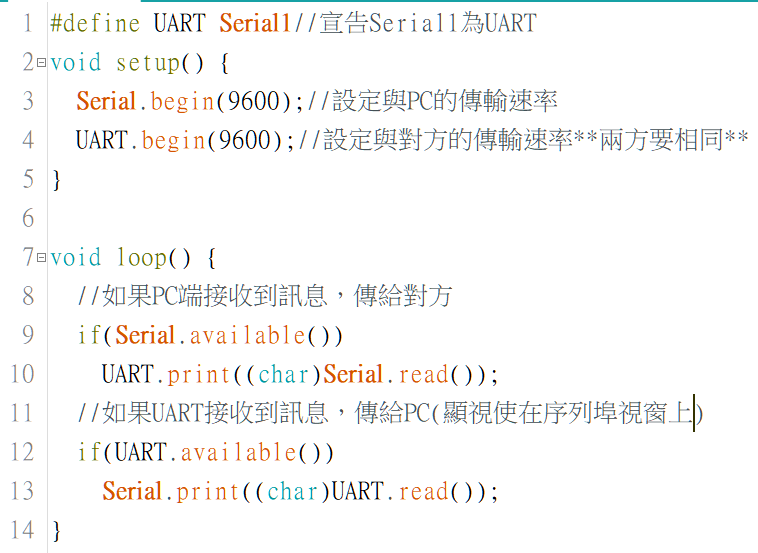 1 #define UART Serial1//宣告Serial1為UART
2 void setup() {
3 Serial.begin(9600);//設定與PC的傳輸速率
4 UART.begin(9600);//設定與對方的傳輸速率**兩方要相同**
5 }
6
7 void loop() {
8 //如果PC端接收到訊息，傳給對方
9 if(Serial.available())
10 UART.print((char)Serial.read());
11 //如果UART接收到訊息，傳給PC(顯視使在序列埠視窗上)
12 if(UART.available())
13 Serial.print((char)UART.read());
14 }